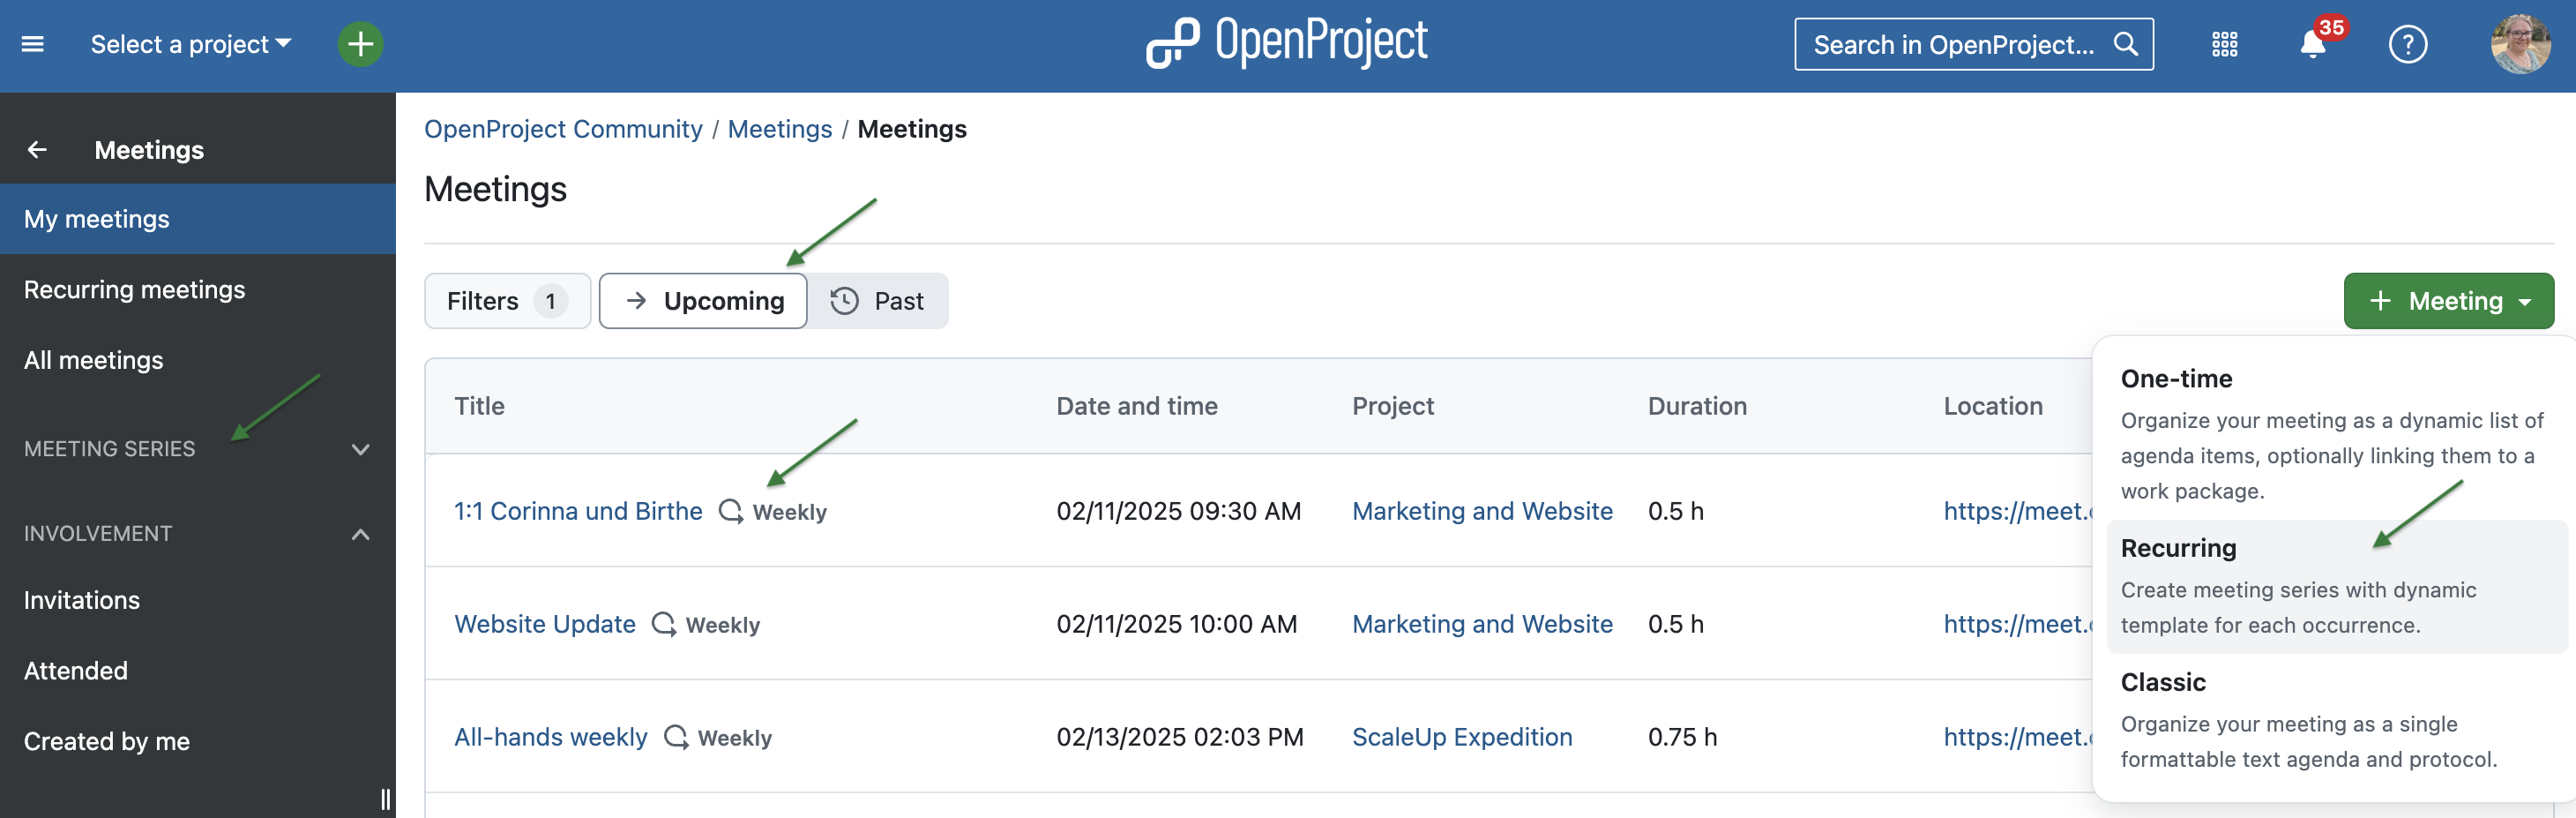 Select a project
OpenProject
Search in OpenProject...
35
?
Meetings
My meetings
Recurring meetings
All meetings
MEETING SERIES
INVOLVEMENT
Invitations
Attended
Created by me
OpenProject Community / Meetings / Meetings
Meetings
Filters 1
Upcoming
Past
+ Meeting
Title Date and time Project Duration Location
1:1 Corinna und Birthe Weekly 02/11/2025 09:30 AM Marketing and Website 0.5 h https://meet.
Website Update Weekly 02/11/2025 10:00 AM Marketing and Website 0.5 h https://meet.
All-hands weekly Weekly 02/13/2025 02:03 PM ScaleUp Expedition 0.75 h https://meet.
One-time
Organize your meeting as a dynamic list of
agenda items, optionally linking them to a
work package.
Recurring
Create meeting series with dynamic
template for each occurrence.
Classic
Organize your meeting as a single
formattable text agenda and protocol.